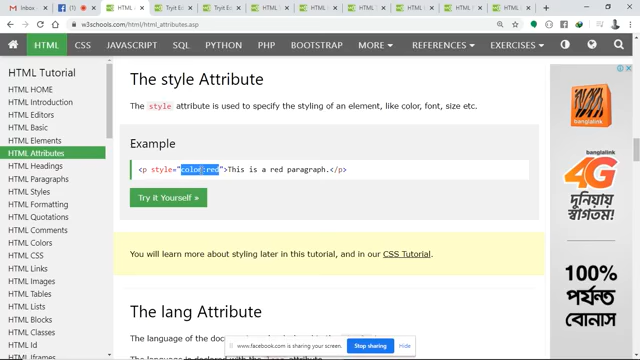 Inbox
w3schools.com/html/html_attributes.asp
HTML CSS JAVASCRIPT SQL PYTHON PHP BOOTSTRAP MORE REFERENCES EXERCISES
HTML Tutorial
HTML HOME
HTML Introduction
HTML Editors
HTML Basic
HTML Elements
HTML Attributes
HTML Headings
HTML Paragraphs
HTML Styles
HTML Formatting
HTML Quotations
HTML Comments
HTML Colors
HTML CSS
HTML Links
HTML Images
HTML Tables
HTML Lists
HTML Blocks
HTML Classes
HTML Id
The style Attribute
The style attribute is used to specify the styling of an element, like color, font, size etc.
Example
<p style="color:red">This is a red paragraph.</p>
Try it Yourself »
You will learn more about styling later in this tutorial, and in our CSS Tutorial.
The lang Attribute
The language of the
www.facebook.com is sharing your screen.
Stop sharing
Hide
banglalink
banglalink
4G
দুনিয়ায়
স্বাগতম!
100%
পর্যন্ত
বোনাস